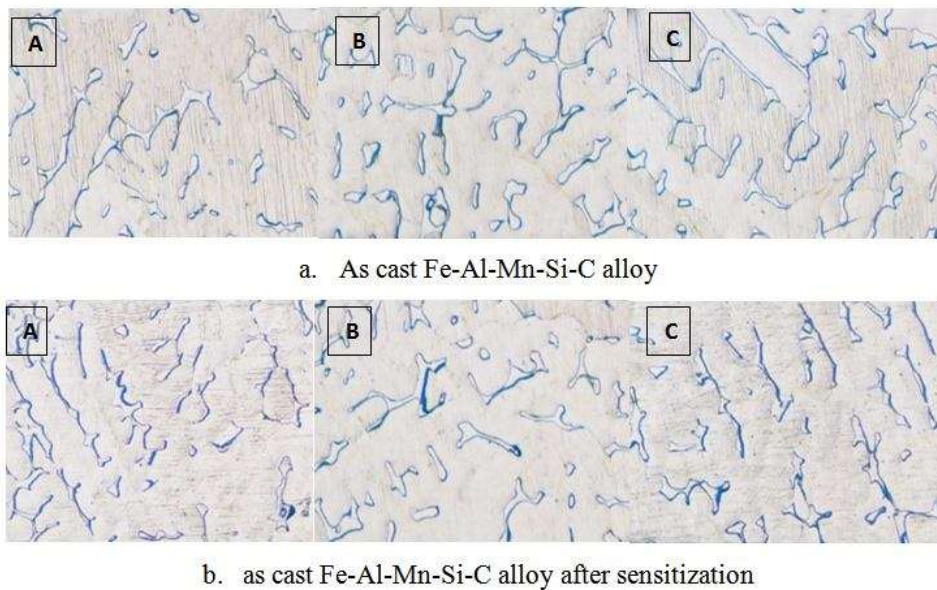 A B C
a. As cast Fe-Al-Mn-Si-C alloy
A B C
b. as cast Fe-Al-Mn-Si-C alloy after sensitization